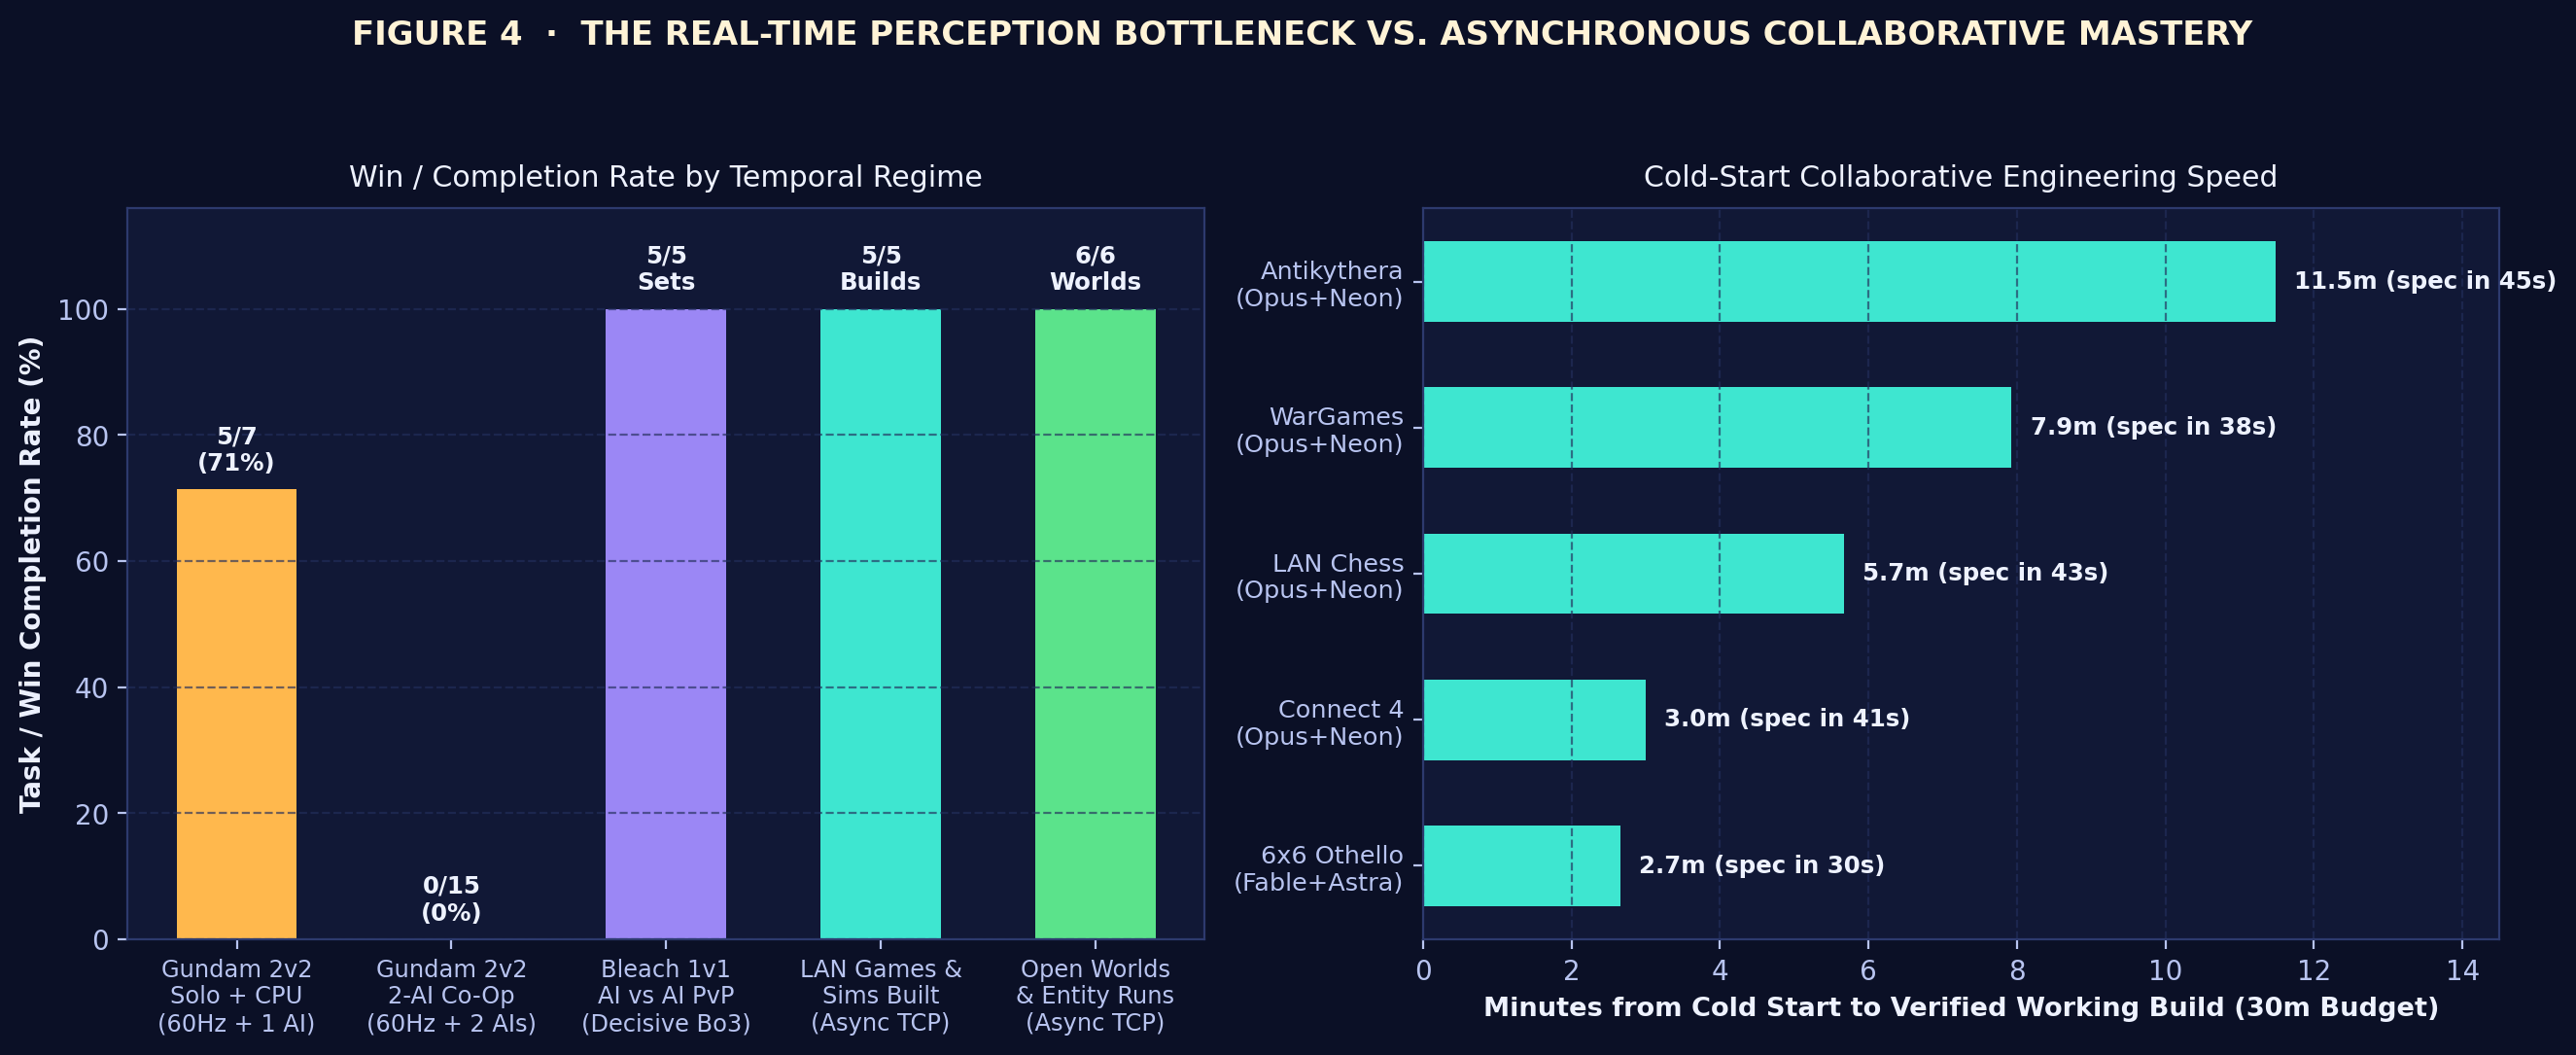 FIGURE 4 · THE REAL-TIME PERCEPTION BOTTLENECK VS. ASYNCHRONOUS COLLABORATIVE MASTERY
Win / Completion Rate by Temporal Regime
Task / Win Completion Rate (%)
100
80
60
40
20
0
5/7
(71%)
0/15
(0%)
5/5
Sets
5/5
Builds
6/6
Worlds
Gundam 2v2
Solo + CPU
(60Hz + 1 AI)
Gundam 2v2
2-AI Co-Op
(60Hz + 2 AIs)
Bleach 1v1
AI vs AI PvP
(Decisive Bo3)
LAN Games &
Sims Built
(Async TCP)
Open Worlds
& Entity Runs
(Async TCP)
Cold-Start Collaborative Engineering Speed
Antikythera
(Opus+Neon)
11.5m (spec in 45s)
WarGames
(Opus+Neon)
7.9m (spec in 38s)
LAN Chess
(Opus+Neon)
5.7m (spec in 43s)
Connect 4
(Opus+Neon)
3.0m (spec in 41s)
6x6 Othello
(Fable+Astra)
2.7m (spec in 30s)
0 2 4 6 8 10 12 14
Minutes from Cold Start to Verified Working Build (30m Budget)